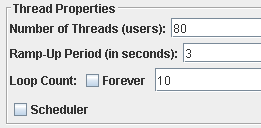 Thread Properties
Number of Threads (users): 80
Ramp-Up Period (in seconds): 3
Loop Count: Forever 10
Scheduler